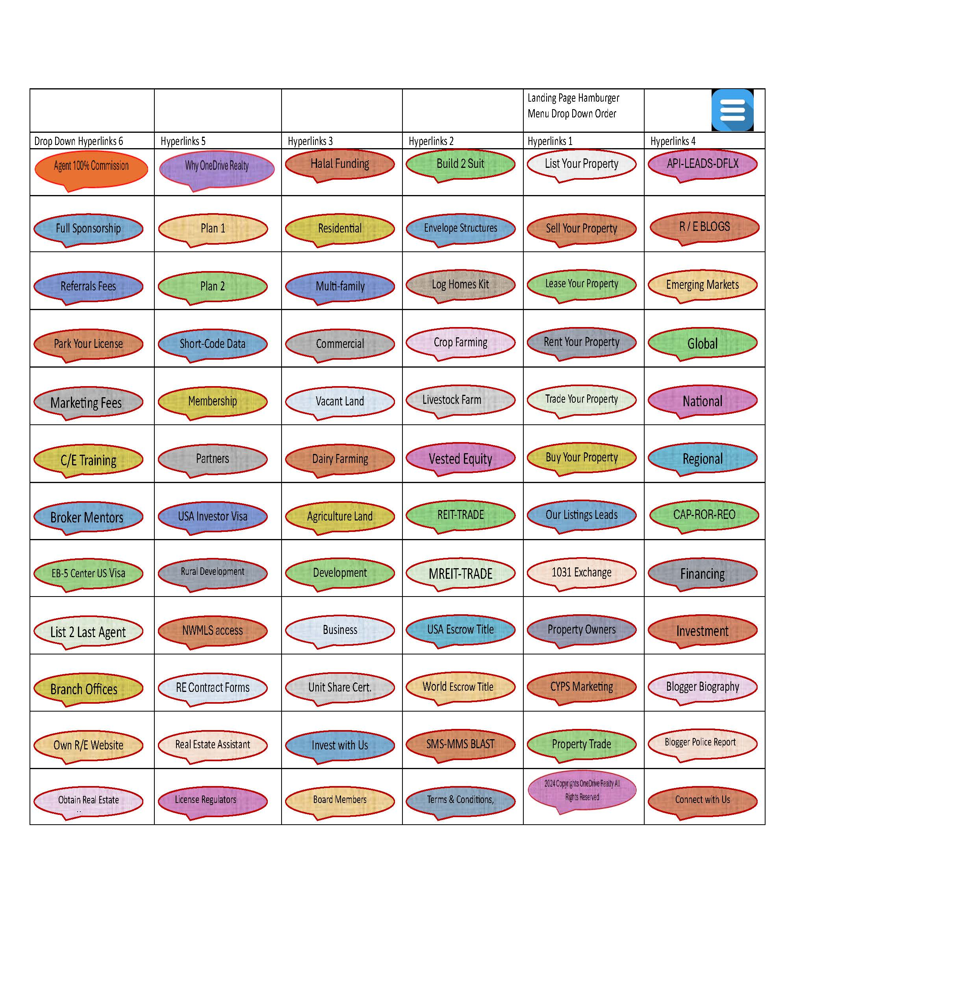 Landing Page Hamburger
Menu Drop Down Order
Drop Down Hyperlinks 6 Hyperlinks 5 Hyperlinks 3 Hyperlinks 2 Hyperlinks 1 Hyperlinks 4
Agent 100% Commission Why OneDrive Realty Halal Funding Build 2 Suit List Your Property API-LEADS-DFLX
Full Sponsorship Plan 1 Residential Envelope Structures Sell Your Property R / E BLOGS
Referrals Fees Plan 2 Multi-family Log Homes Kit Lease Your Property Emerging Markets
Park Your License Short-Code Data Commercial Crop Farming Rent Your Property Global
Marketing Fees Membership Vacant Land Livestock Farm Trade Your Property National
C/E Training Partners Dairy Farming Vested Equity Buy Your Property Regional
Broker Mentors USA Investor Visa Agriculture Land REIT-TRADE Our Listings Leads CAP-ROR-REO
EB-5 Center US Visa Rural Development Development MREIT-TRADE 1031 Exchange Financing
List 2 Last Agent NWMLS access Business USA Escrow Title Property Owners Investment
Branch Offices RE Contract Forms Unit Share Cert. World Escrow Title CYPS Marketing Blogger Biography
Own R/E Website Real Estate Assistant Invest with Us SMS-MMS BLAST Property Trade Blogger Police Report
Obtain Real Estate License Regulators Board Members Terms & Conditions, 2024 Copyrights OneDrive Realty All Connect with Us
Rights Reserved